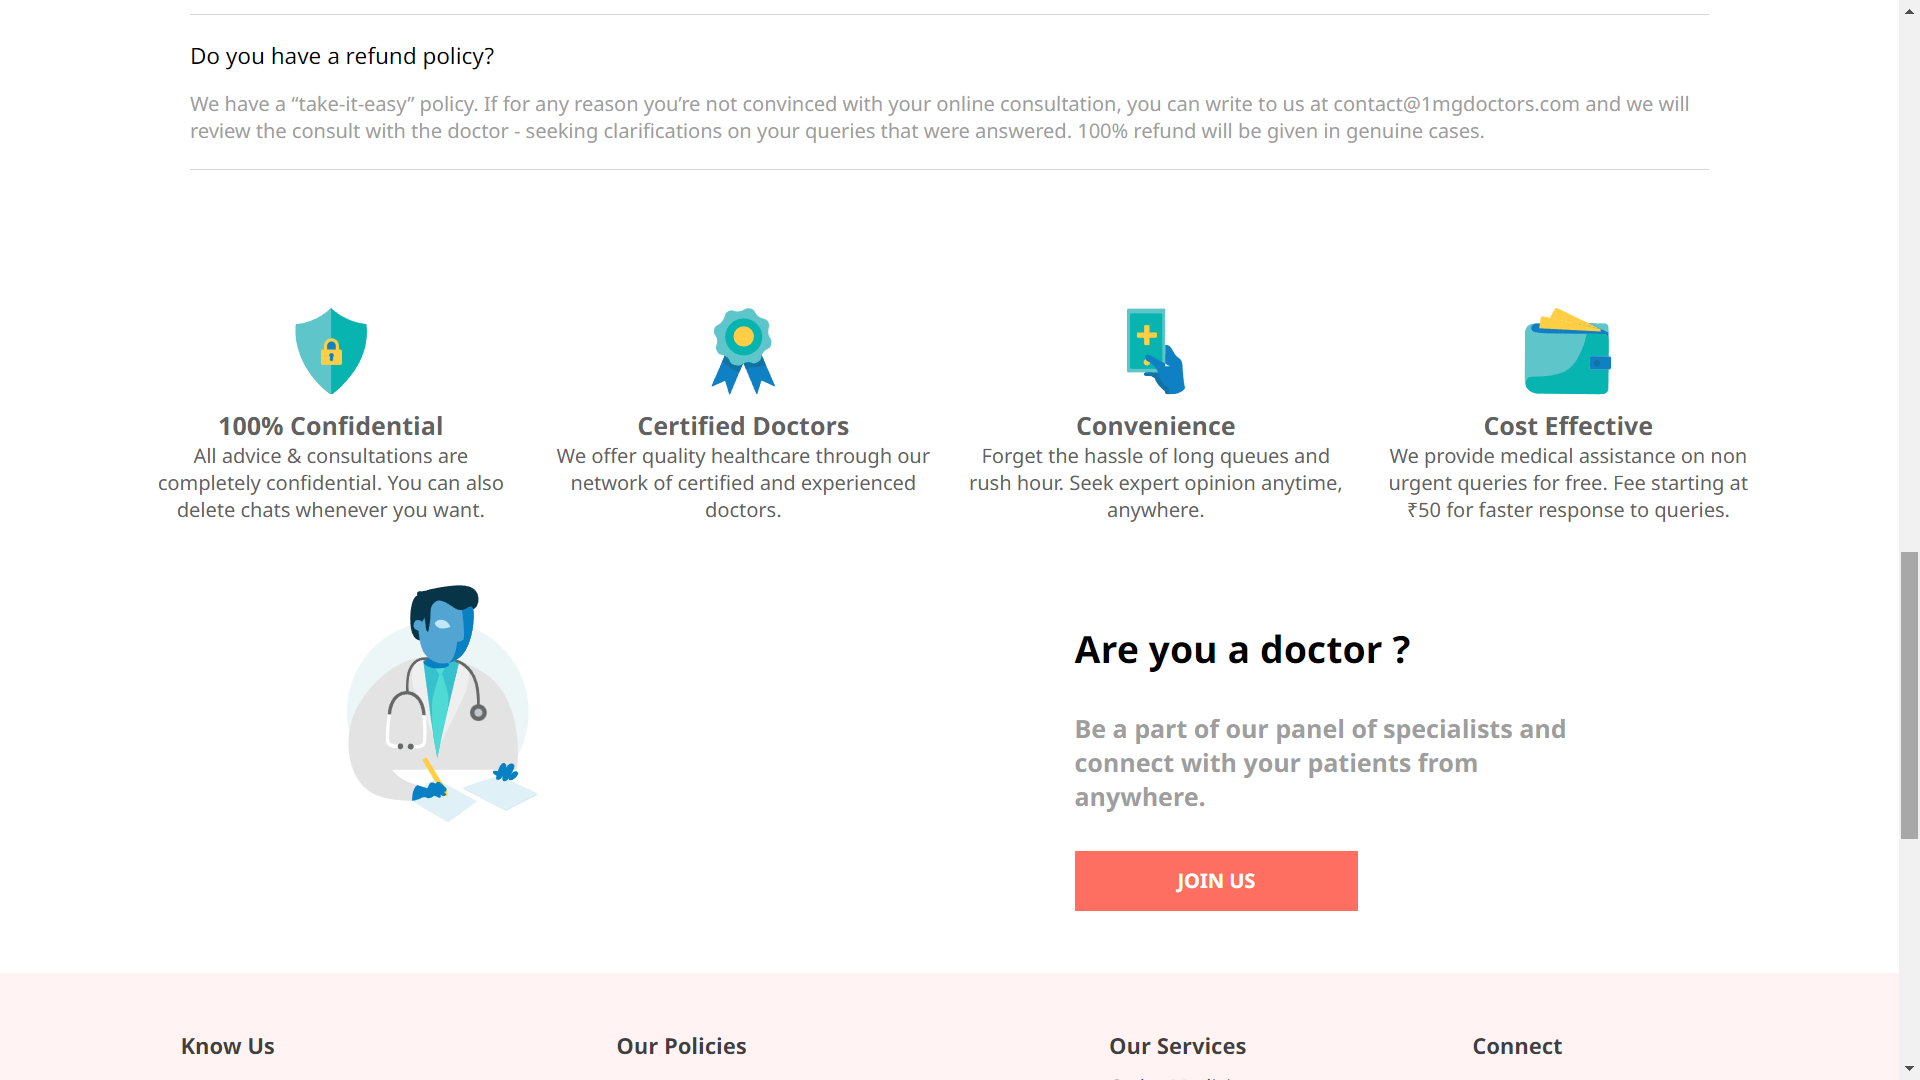 Do you have a refund policy?
We have a “take-it-easy” policy. If for any reason you’re not convinced with your online consultation, you can write to us at contact@1mgdoctors.com and we will
review the consult with the doctor - seeking clarifications on your queries that were answered. 100% refund will be given in genuine cases.
100% Confidential
All advice & consultations are
completely confidential. You can also
delete chats whenever you want.
Certified Doctors
We offer quality healthcare through our
network of certified and experienced
doctors.
Convenience
Forget the hassle of long queues and
rush hour. Seek expert opinion anytime,
anywhere.
Cost Effective
We provide medical assistance on non
urgent queries for free. Fee starting at
₹50 for faster response to queries.
Are you a doctor ?
Be a part of our panel of specialists and
connect with your patients from
anywhere.
JOIN US
Know Us
Our Policies
Our Services
Connect